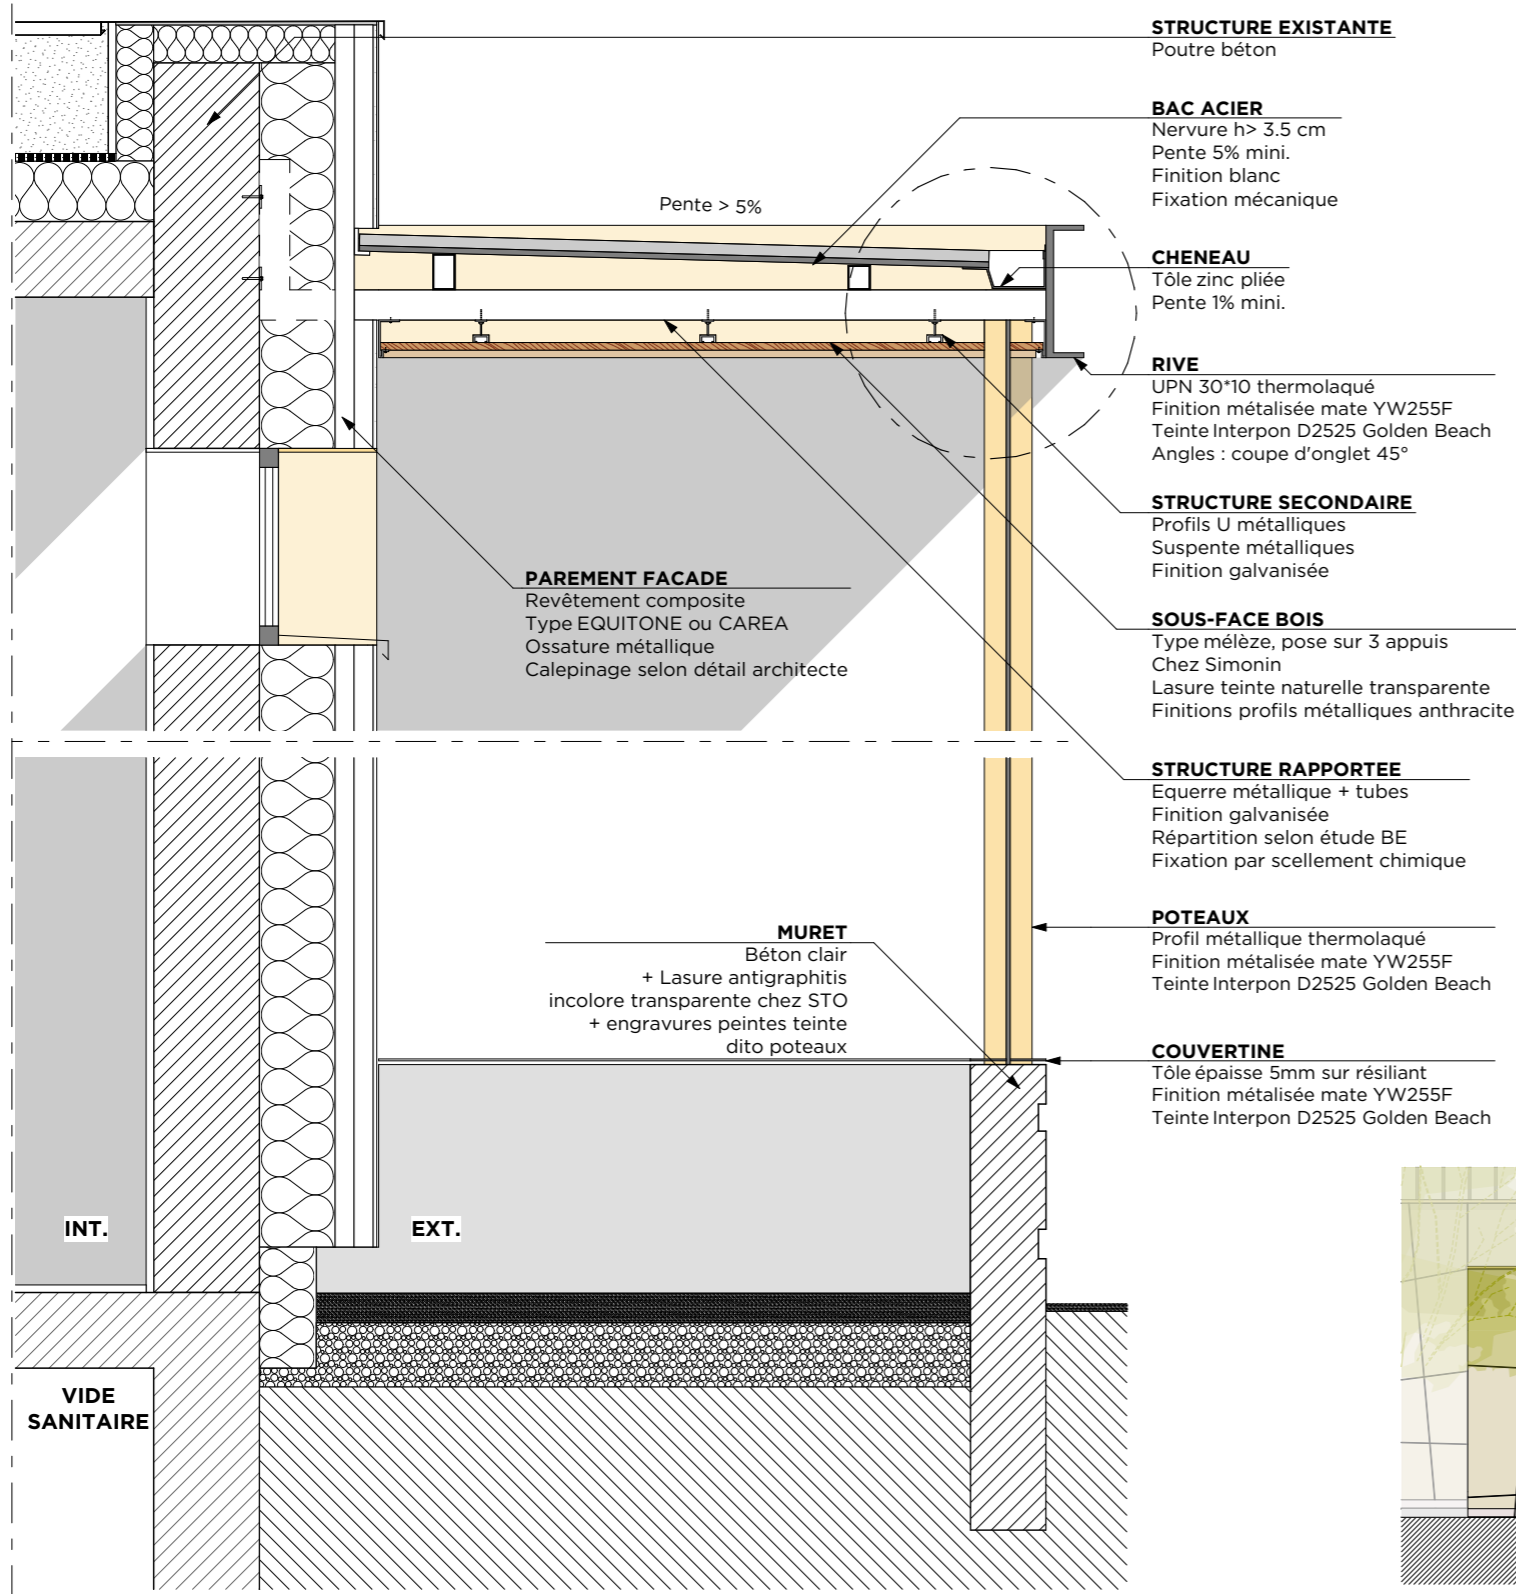 STRUCTURE EXISTANTE
Poutre béton
BAC ACIER
Nervure h> 3.5 cm
Pente 5% mini.
Finition blanc
Fixation mécanique
Pente > 5%
CHENEAU
Tôle zinc pliée
Pente 1% mini.
RIVE
UPN 30*10 thermolaqué
Finition métalisée mate YW255F
Teinte Interpon D2525 Golden Beach
Angles : coupe d'onglet 45°
STRUCTURE SECONDAIRE
Profils U métalliques
Suspente métalliques
Finition galvanisée
PAREMENT FACADE
Revêtement composite
Type EQUITONE ou CAREA
Ossature métallique
Calepinage selon détail architecte
SOUS-FACE BOIS
Type mélèze, pose sur 3 appuis
Chez Simonin
Lasure teinte naturelle transparente
Finitions profils métalliques anthracite
STRUCTURE RAPPORTEE
Equerre métallique + tubes
Finition galvanisée
Répartition selon étude BE
Fixation par scellement chimique
MURET
Béton clair
+ Lasure antigraphitis
incolore transparente chez STO
+ engravures peintes teinte
dito poteaux
POTEAUX
Profil métallique thermolaqué
Finition métalisée mate YW255F
Teinte Interpon D2525 Golden Beach
COUVERTINE
Tôle épaisse 5mm sur résiliant
Finition métalisée mate YW255F
Teinte Interpon D2525 Golden Beach
INT.
EXT.
VIDE
SANITAIRE